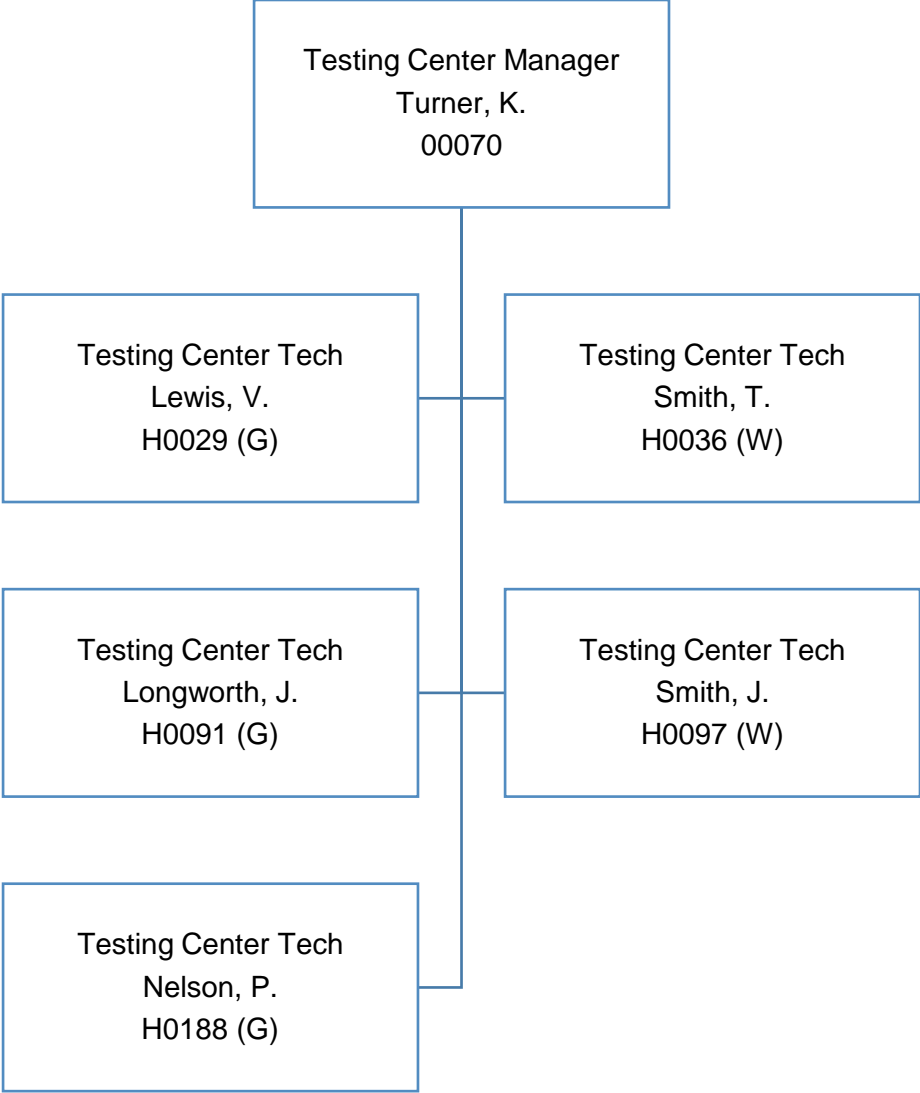 Testing Center Manager
Turner, K.
00070
Testing Center Tech
Lewis, V.
H0029 (G)
Testing Center Tech
Smith, T.
H0036 (W)
Testing Center Tech
Longworth, J.
H0091 (G)
Testing Center Tech
Smith, J.
H0097 (W)
Testing Center Tech
Nelson, P.
H0188 (G)